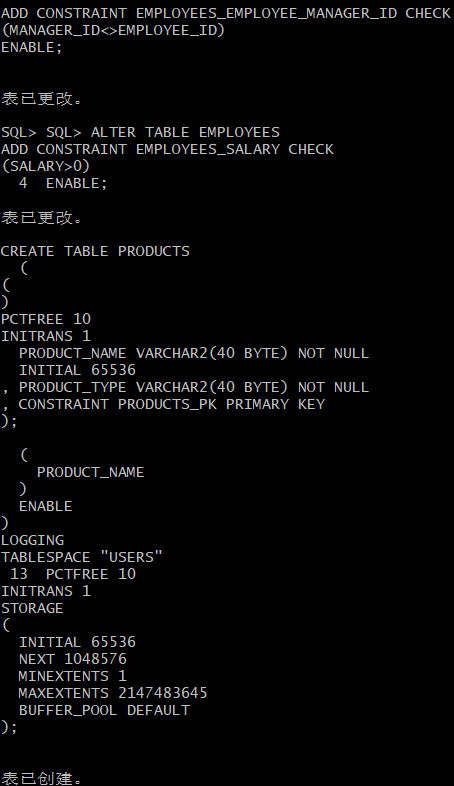 ADD CONSTRAINT EMPLOYEES_EMPLOYEE_MANAGER_ID CHECK
(MANAGER_ID<>EMPLOYEE_ID)
ENABLE;
表已更改。
SQL> SQL> ALTER TABLE EMPLOYEES
ADD CONSTRAINT EMPLOYEES_SALARY CHECK
(SALARY>0)
  4  ENABLE;
表已更改。
CREATE TABLE PRODUCTS
  (
(
)
PCTFREE 10
INITRANS 1
  PRODUCT_NAME VARCHAR2(40 BYTE) NOT NULL
  INITIAL 65536
, PRODUCT_TYPE VARCHAR2(40 BYTE) NOT NULL
, CONSTRAINT PRODUCTS_PK PRIMARY KEY
);
  (
    PRODUCT_NAME
  )
  ENABLE
)
LOGGING
TABLESPACE "USERS"
 13  PCTFREE 10
INITRANS 1
STORAGE
(
  INITIAL 65536
  NEXT 1048576
  MINEXTENTS 1
  MAXEXTENTS 2147483645
  BUFFER_POOL DEFAULT
);
表已创建。